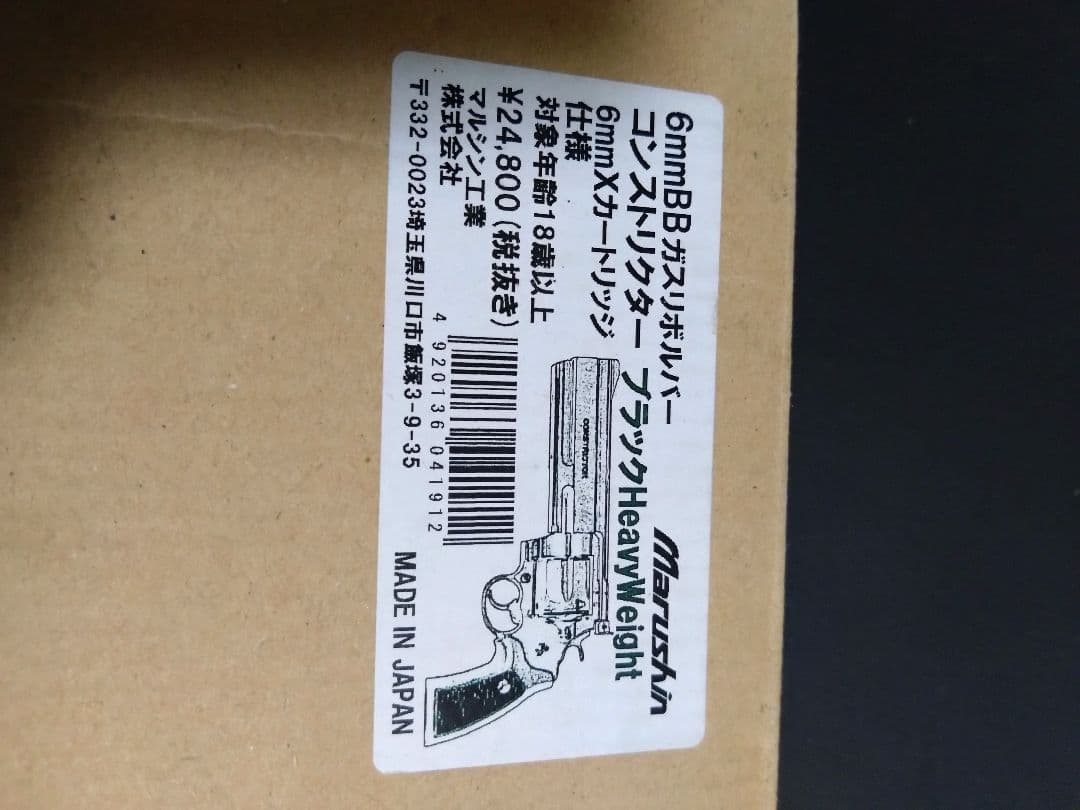 6mmBBガスリボルバー
コンストリクター ブラックHeavyWeight
6mmXカートリッジ
仕様
対象年齢18歳以上
¥24,800(税抜き)
マルシン工業
株式会社
〒332-0023埼玉県川口市飯塚3-9-35
Marushin
CONSTRICTOR
4 920136 041912
MADE IN JAPAN